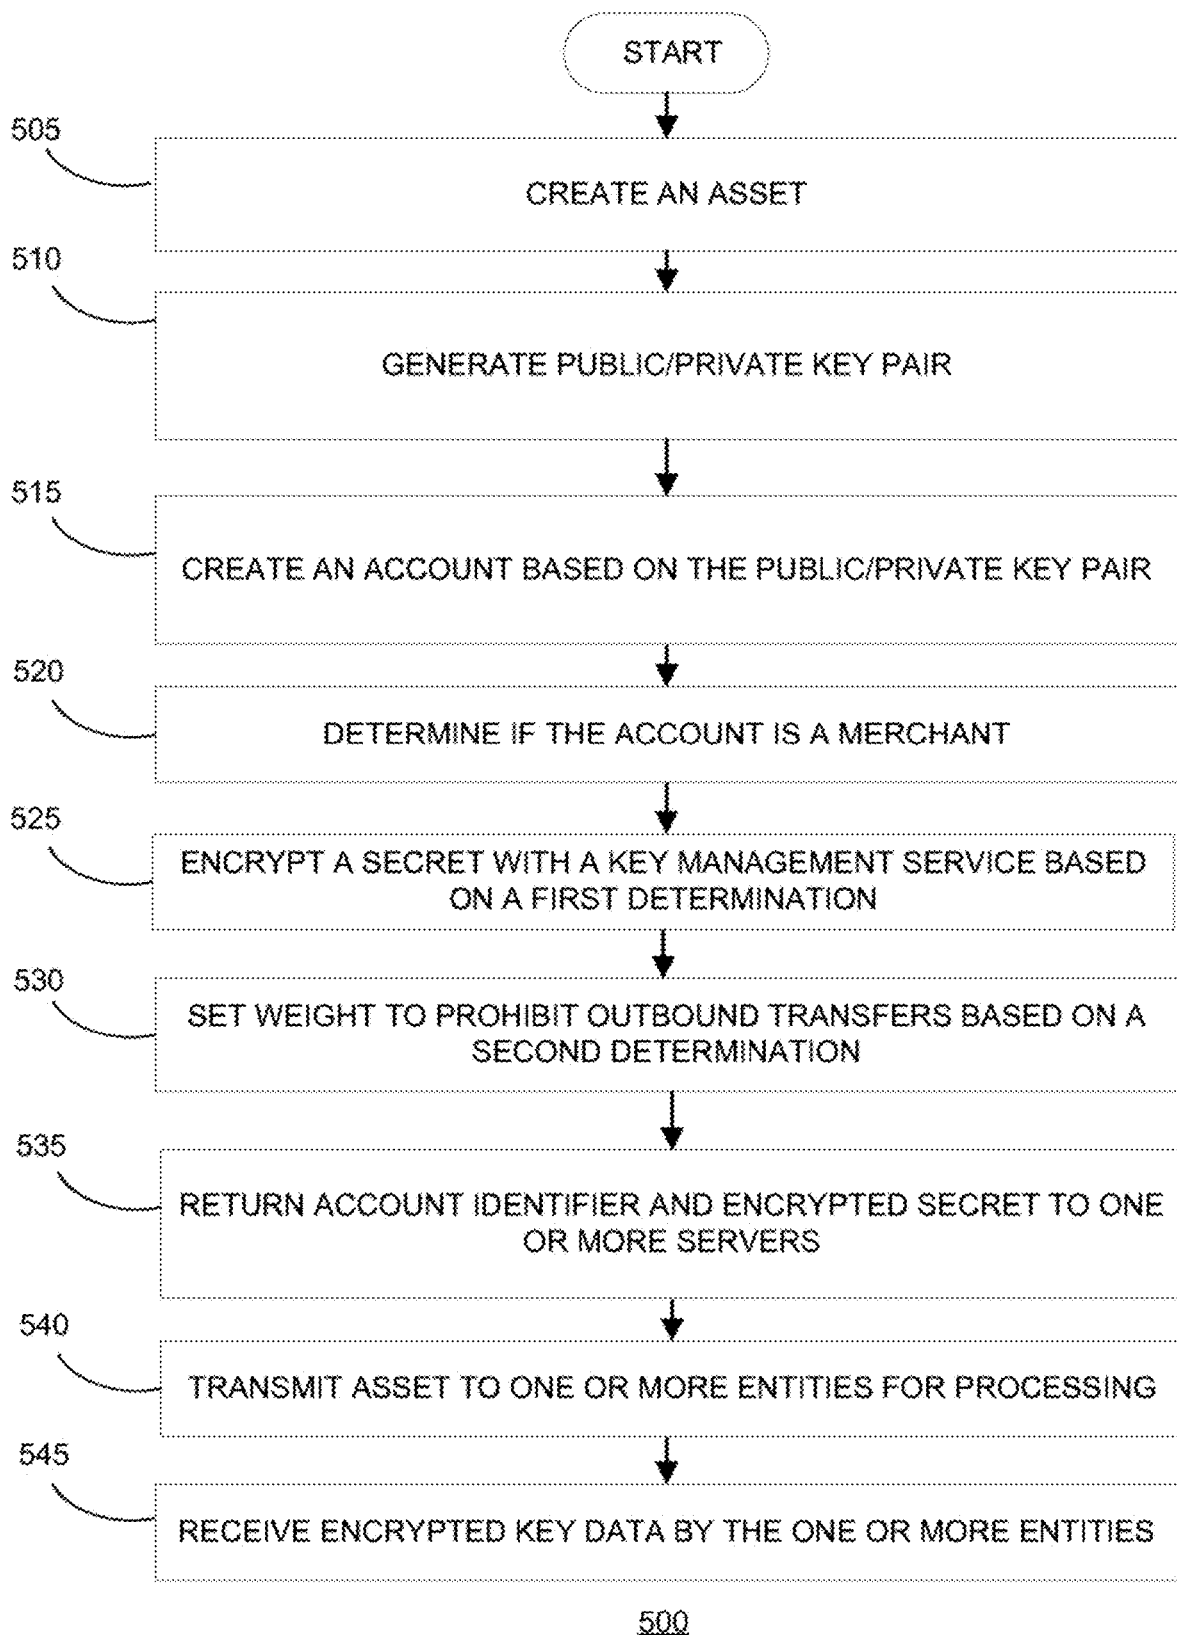 START
505
CREATE AN ASSET
510
GENERATE PUBLIC/PRIVATE KEY PAIR
515
CREATE AN ACCOUNT BASED ON THE PUBLIC/PRIVATE KEY PAIR
520
DETERMINE IF THE ACCOUNT IS A MERCHANT
525
ENCRYPT A SECRET WITH A KEY MANAGEMENT SERVICE BASED
ON A FIRST DETERMINATION
530
SET WEIGHT TO PROHIBIT OUTBOUND TRANSFERS BASED ON A
SECOND DETERMINATION
535
RETURN ACCOUNT IDENTIFIER AND ENCRYPTED SECRET TO ONE
OR MORE SERVERS
540
TRANSMIT ASSET TO ONE OR MORE ENTITIES FOR PROCESSING
545
RECEIVE ENCRYPTED KEY DATA BY THE ONE OR MORE ENTITIES
500